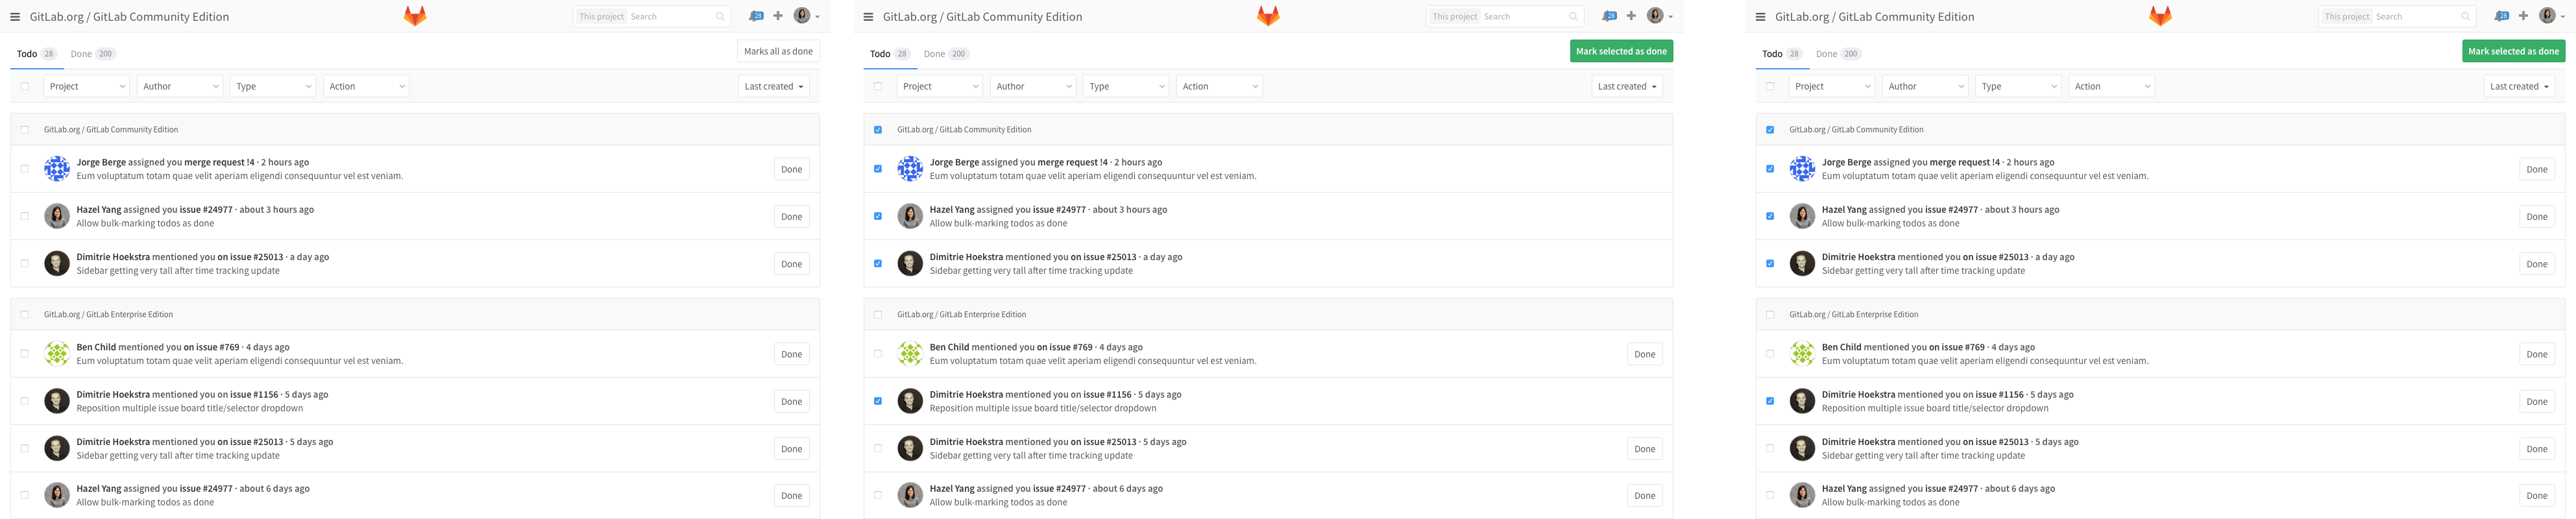 GitLab.org / GitLab Community Edition
This project Search
28
Todo 28 Done 200
Marks all as done
Project Author Type Action Last created
GitLab.org / GitLab Community Edition
Jorge Berge assigned you merge request !4 · 2 hours ago
Eum voluptatum totam quae velit aperiam eligendi consequuntur vel est veniam.
Done
Hazel Yang assigned you issue #24977 · about 3 hours ago
Allow bulk-marking todos as done
Done
Dimitrie Hoekstra mentioned you on issue #25013 · a day ago
Sidebar getting very tall after time tracking update
Done
GitLab.org / GitLab Enterprise Edition
Ben Child mentioned you on issue #769 · 4 days ago
Eum voluptatum totam quae velit aperiam eligendi consequuntur vel est veniam.
Done
Dimitrie Hoekstra mentioned you on issue #1156 · 5 days ago
Reposition multiple issue board title/selector dropdown
Done
Dimitrie Hoekstra mentioned you on issue #25013 · 5 days ago
Sidebar getting very tall after time tracking update
Done
Hazel Yang assigned you issue #24977 · about 6 days ago
Allow bulk-marking todos as done
Done
GitLab.org / GitLab Community Edition
This project Search
28
Todo 28 Done 200
Mark selected as done
Project Author Type Action Last created
GitLab.org / GitLab Community Edition
Jorge Berge assigned you merge request !4 · 2 hours ago
Eum voluptatum totam quae velit aperiam eligendi consequuntur vel est veniam.
Hazel Yang assigned you issue #24977 · about 3 hours ago
Allow bulk-marking todos as done
Dimitrie Hoekstra mentioned you on issue #25013 · a day ago
Sidebar getting very tall after time tracking update
GitLab.org / GitLab Enterprise Edition
Ben Child mentioned you on issue #769 · 4 days ago
Eum voluptatum totam quae velit aperiam eligendi consequuntur vel est veniam.
Done
Dimitrie Hoekstra mentioned you on issue #1156 · 5 days ago
Reposition multiple issue board title/selector dropdown
Dimitrie Hoekstra mentioned you on issue #25013 · 5 days ago
Sidebar getting very tall after time tracking update
Done
Hazel Yang assigned you issue #24977 · about 6 days ago
Allow bulk-marking todos as done
Done
GitLab.org / GitLab Community Edition
This project Search
28
Todo 28 Done 200
Mark selected as done
Project Author Type Action Last created
GitLab.org / GitLab Community Edition
Jorge Berge assigned you merge request !4 · 2 hours ago
Eum voluptatum totam quae velit aperiam eligendi consequuntur vel est veniam.
Done
Hazel Yang assigned you issue #24977 · about 3 hours ago
Allow bulk-marking todos as done
Done
Dimitrie Hoekstra mentioned you on issue #25013 · a day ago
Sidebar getting very tall after time tracking update
Done
GitLab.org / GitLab Enterprise Edition
Ben Child mentioned you on issue #769 · 4 days ago
Eum voluptatum totam quae velit aperiam eligendi consequuntur vel est veniam.
Done
Dimitrie Hoekstra mentioned you on issue #1156 · 5 days ago
Reposition multiple issue board title/selector dropdown
Done
Dimitrie Hoekstra mentioned you on issue #25013 · 5 days ago
Sidebar getting very tall after time tracking update
Done
Hazel Yang assigned you issue #24977 · about 6 days ago
Allow bulk-marking todos as done
Done